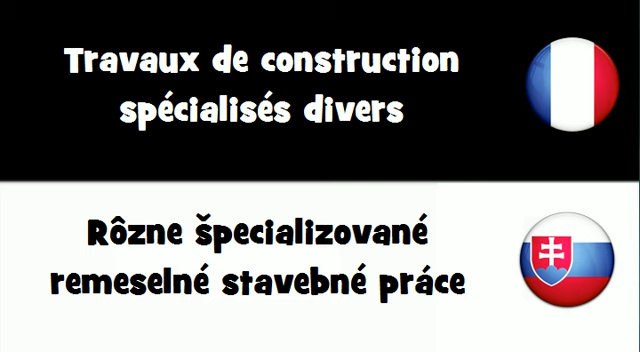 Travaux de construction
spécialisés divers
Rôzne špecializované
remeselné stavebné práce